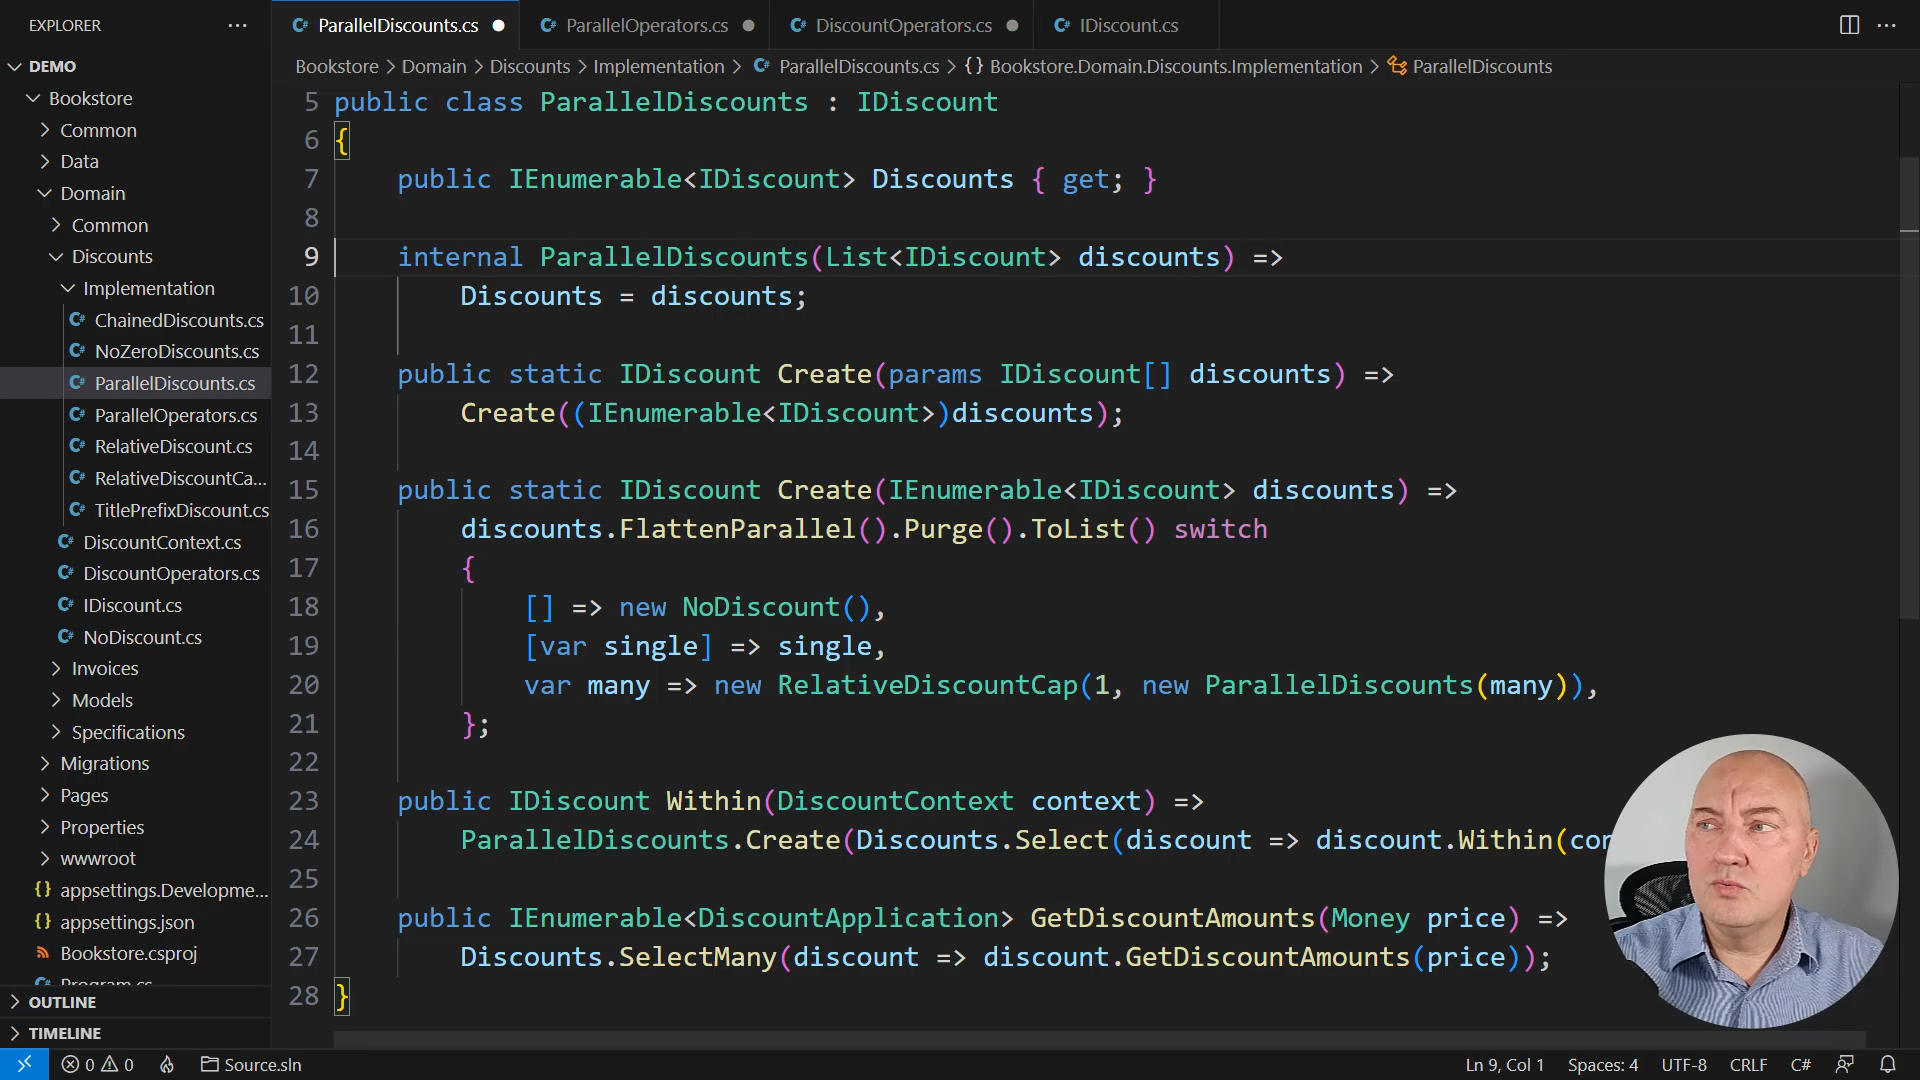 EXPLORER
ParallelDiscounts.cs
ParallelOperators.cs
DiscountOperators.cs
IDiscount.cs
Bookstore > Domain > Discounts > Implementation > ParallelDiscounts.cs > {} Bookstore.Domain.Discounts.Implementation > ParallelDiscounts
DEMO
Bookstore
Common
Data
Domain
Common
Discounts
Implementation
ChainedDiscounts.cs
NoZeroDiscounts.cs
ParallelDiscounts.cs
ParallelOperators.cs
RelativeDiscount.cs
RelativeDiscountCa...
TitlePrefixDiscount.cs
DiscountContext.cs
DiscountOperators.cs
IDiscount.cs
NoDiscount.cs
Invoices
Models
Specifications
Migrations
Pages
Properties
wwwroot
{} appsettings.Developme...
{} appsettings.json
Bookstore.csproj
Program.cs
OUTLINE
TIMELINE
5 public class ParallelDiscounts : IDiscount
6 {
7 public IEnumerable<IDiscount> Discounts { get; }
8
9 internal ParallelDiscounts(List<IDiscount> discounts) =>
10 Discounts = discounts;
11
12 public static IDiscount Create(params IDiscount[] discounts) =>
13 Create((IEnumerable<IDiscount>)discounts);
14
15 public static IDiscount Create(IEnumerable<IDiscount> discounts) =>
16 discounts.FlattenParallel().Purge().ToList() switch
17 {
18 [] => new NoDiscount(),
19 [var single] => single,
20 var many => new RelativeDiscountCap(1, new ParallelDiscounts(many)),
21 };
22
23 public IDiscount Within(DiscountContext context) =>
24 ParallelDiscounts.Create(Discounts.Select(discount => discount.Within(con
25
26 public IEnumerable<DiscountApplication> GetDiscountAmounts(Money price) =>
27 Discounts.SelectMany(discount => discount.GetDiscountAmounts(price));
28 }
0 0 Source.sln
Ln 9, Col 1 Spaces: 4 UTF-8 CRLF C#